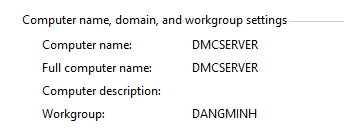 Computer name, domain, and workgroup settings
Computer name: DMCSERVER
Full computer name: DMCSERVER
Computer description:
Workgroup: DANGMINH